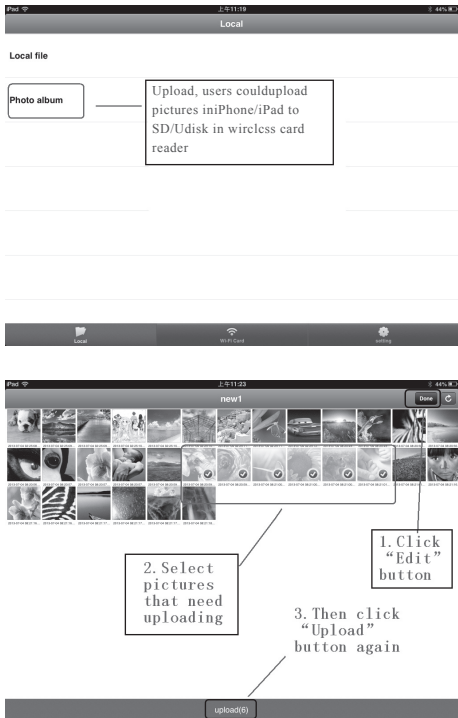 iPad 上午11:19 44%
Local
Local file
Photo album
Upload, users couldupload
pictures iniPhone/iPad to
SD/Udisk in wirclcss card
reader
Local Wi-Fi Card setting
iPad 上午11:23 44%
new1 Done
1. Click
“Edit”
button
2. Select
pictures
that need
uploading
3. Then click
“Upload”
button again
upload(6)